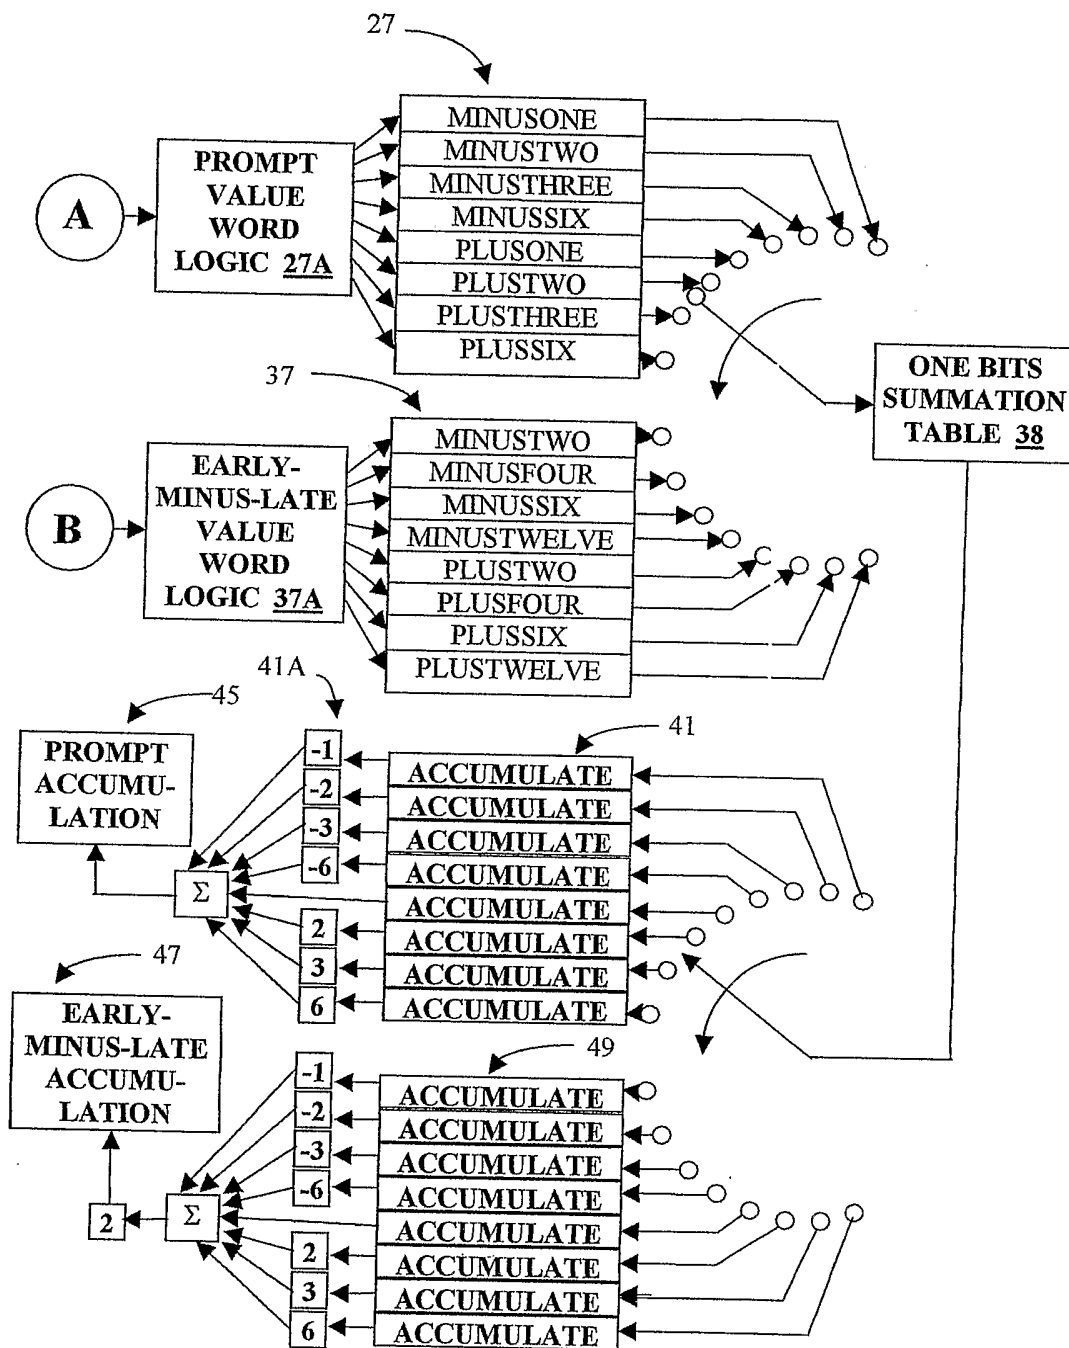 27
A
PROMPT
VALUE
WORD
LOGIC 27A
MINUSONE
MINUSTWO
MINUSTHREE
MINUSSIX
PLUSONE
PLUSTWO
PLUSTHREE
PLUSSIX
ONE BITS
SUMMATION
TABLE 38
37
B
EARLY-
MINUS-LATE
VALUE
WORD
LOGIC 37A
MINUSTWO
MINUSFOUR
MINUSSIX
MINUSTWELVE
PLUSTWO
PLUSFOUR
PLUSSIX
PLUSTWELVE
45
41A
41
PROMPT
ACCUMU-
LATION
Σ
-1
-2
-3
-6
2
3
6
ACCUMULATE
ACCUMULATE
ACCUMULATE
ACCUMULATE
ACCUMULATE
ACCUMULATE
ACCUMULATE
ACCUMULATE
47
49
EARLY-
MINUS-LATE
ACCUMU-
LATION
2
Σ
-1
-2
-3
-6
2
3
6
ACCUMULATE
ACCUMULATE
ACCUMULATE
ACCUMULATE
ACCUMULATE
ACCUMULATE
ACCUMULATE
ACCUMULATE